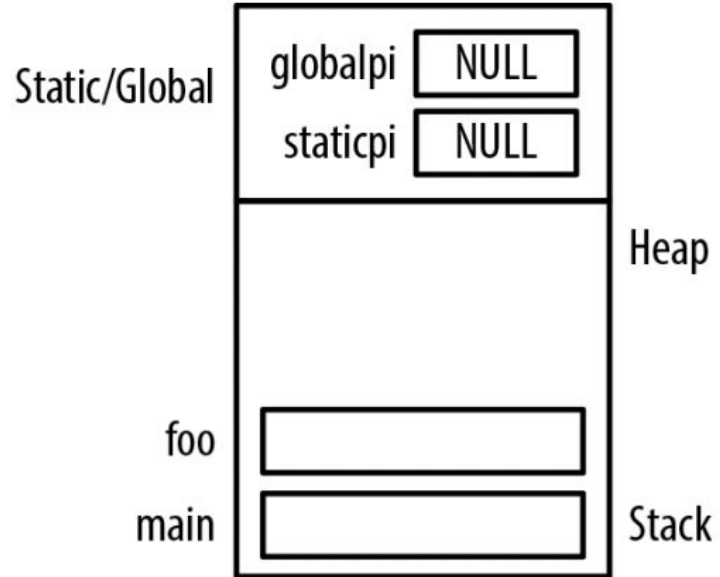 Static/Global
globalpi NULL
staticpi NULL
Heap
foo
main
Stack